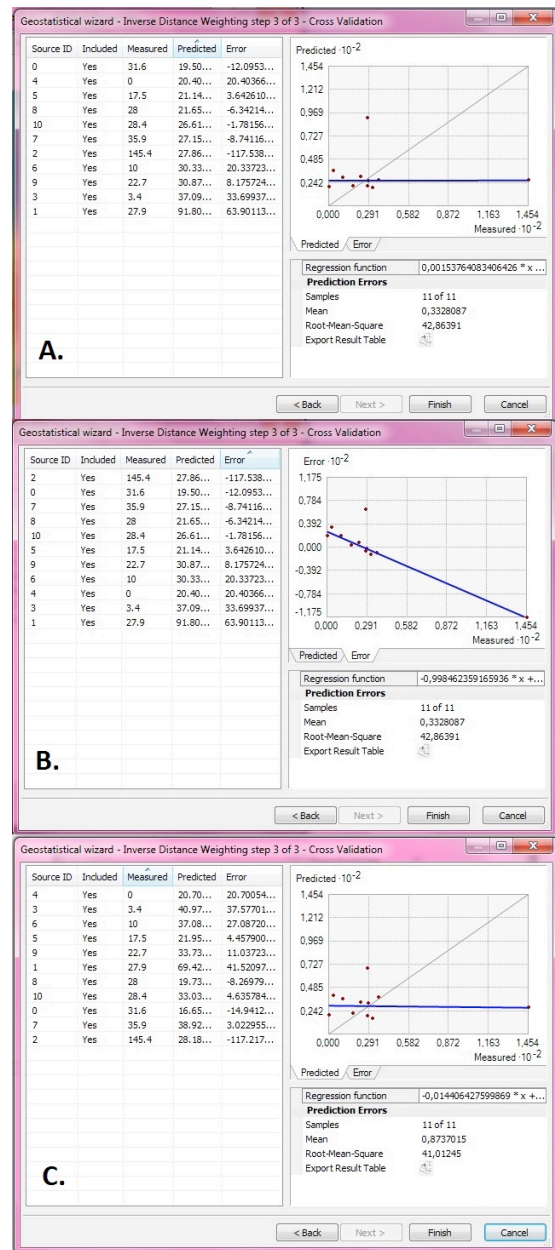 Geostatistical wizard - Inverse Distance Weighting step 3 of 3 - Cross Validation
Source ID Included Measured Predicted Error
0 Yes 31.6 19.50... -12.0953...
4 Yes 0 20.40... 20.40366...
5 Yes 17.5 21.14... 3.642610...
8 Yes 28 21.65... -6.34214...
10 Yes 28.4 26.61... -1.78156...
7 Yes 35.9 27.15... -8.74116...
2 Yes 145.4 27.86... -117.538...
6 Yes 10 30.33... 20.33723...
9 Yes 22.7 30.87... 8.175724...
3 Yes 3.4 37.09... 33.69937...
1 Yes 27.9 91.80... 63.90113...
A.
Predicted ·10⁻²
1,454
1,212
0,969
0,727
0,485
0,242
0,000 0,291 0,582 0,872 1,163 1,454
Measured ·10⁻²
Predicted Error
Regression function 0,00153764083406426 * x ...
Prediction Errors
Samples 11 of 11
Mean 0,3328087
Root-Mean-Square 42,86391
Export Result Table
< Back Next > Finish Cancel
Geostatistical wizard - Inverse Distance Weighting step 3 of 3 - Cross Validation
Source ID Included Measured Predicted Error
2 Yes 145.4 27.86... -117.538...
0 Yes 31.6 19.50... -12.0953...
7 Yes 35.9 27.15... -8.74116...
8 Yes 28 21.65... -6.34214...
10 Yes 28.4 26.61... -1.78156...
5 Yes 17.5 21.14... 3.642610...
9 Yes 22.7 30.87... 8.175724...
6 Yes 10 30.33... 20.33723...
4 Yes 0 20.40... 20.40366...
3 Yes 3.4 37.09... 33.69937...
1 Yes 27.9 91.80... 63.90113...
B.
Error ·10⁻²
1,175
0,784
0,392
0,000
-0,392
-0,784
-1,175
0,000 0,291 0,582 0,872 1,163 1,454
Measured ·10⁻²
Predicted Error
Regression function -0,998462359165936 * x +...
Prediction Errors
Samples 11 of 11
Mean 0,3328087
Root-Mean-Square 42,86391
Export Result Table
< Back Next > Finish Cancel
Geostatistical wizard - Inverse Distance Weighting step 3 of 3 - Cross Validation
Source ID Included Measured Predicted Error
4 Yes 0 20.70... 20.70054...
3 Yes 3.4 40.97... 37.57701...
6 Yes 10 37.08... 27.08720...
5 Yes 17.5 21.95... 4.457900...
9 Yes 22.7 33.73... 11.03723...
1 Yes 27.9 69.42... 41.52097...
8 Yes 28 19.73... -8.26979...
10 Yes 28.4 33.03... 4.635784...
0 Yes 31.6 16.65... -14.9412...
7 Yes 35.9 38.92... 3.022955...
2 Yes 145.4 28.18... -117.217...
C.
Predicted ·10⁻²
1,454
1,212
0,969
0,727
0,485
0,242
0,000 0,291 0,582 0,872 1,163 1,454
Measured ·10⁻²
Predicted Error
Regression function -0,014406427599869 * x +...
Prediction Errors
Samples 11 of 11
Mean 0,8737015
Root-Mean-Square 41,01245
Export Result Table
< Back Next > Finish Cancel